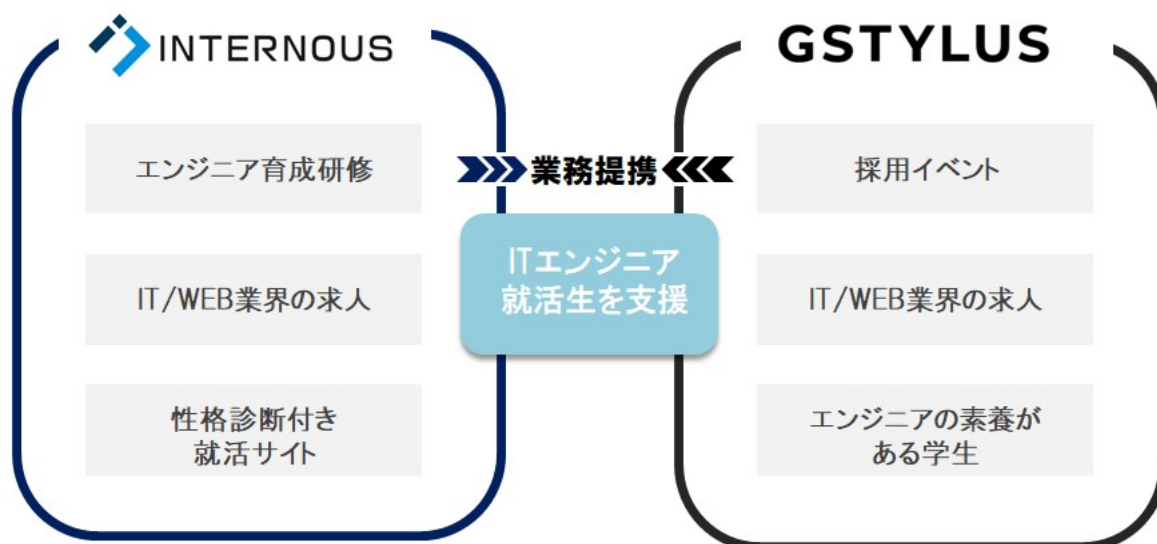 INTERNOUS
エンジニア育成研修
IT/WEB業界の求人
性格診断付き
就活サイト
業務提携
ITエンジニア
就活生を支援
GSTYLUS
採用イベント
IT/WEB業界の求人
エンジニアの素養が
ある学生